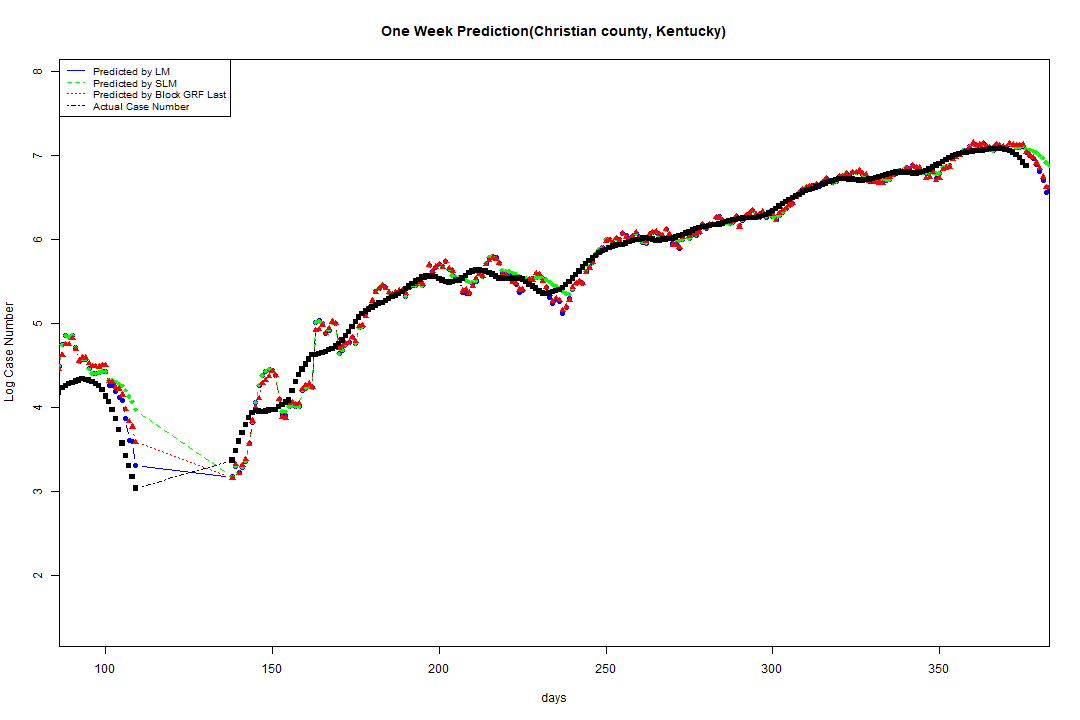 One Week Prediction(Christian county, Kentucky)
Predicted by LM
Predicted by SLM
Predicted by Block GRF Last
Actual Case Number
8
7
6
5
4
3
2
Log Case Number
100 150 200 250 300 350
days